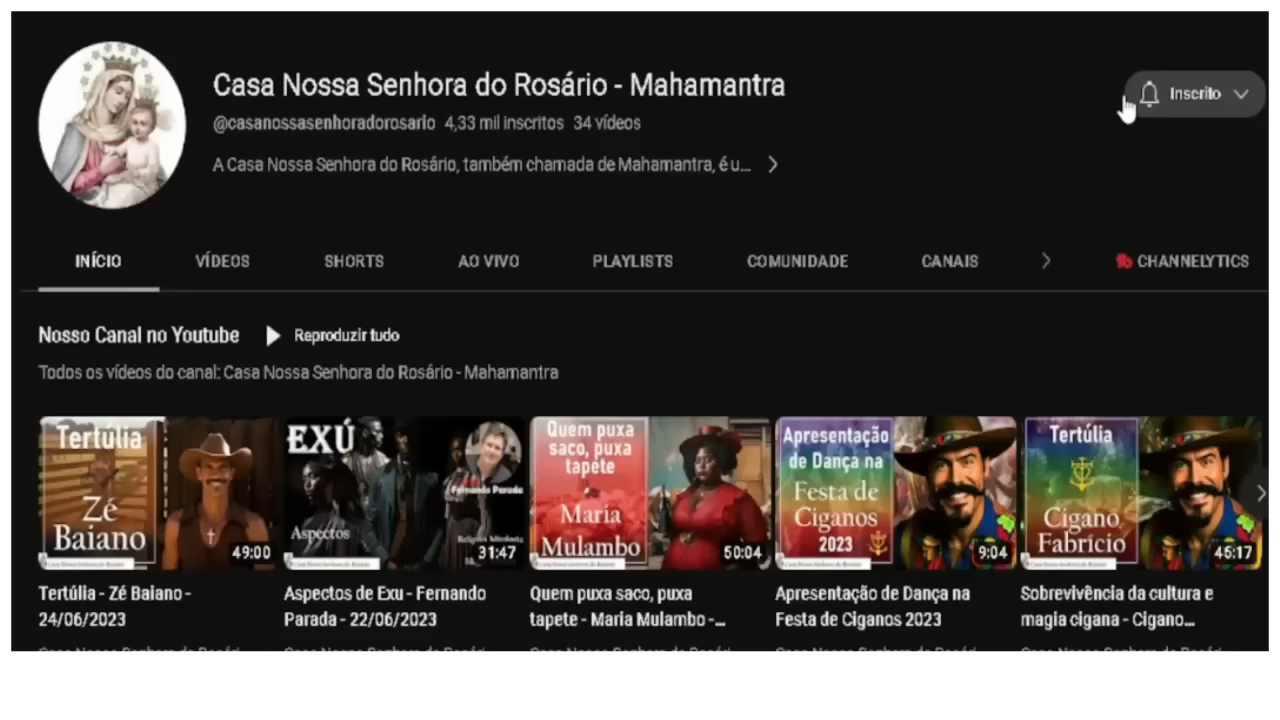 Casa Nossa Senhora do Rosário - Mahamantra
@casanossasenhoradorosario 4,33 mil inscritos 34 vídeos
Inscrito
A Casa Nossa Senhora do Rosário, também chamada de Mahamantra, é u...
INÍCIO VÍDEOS SHORTS AO VIVO PLAYLISTS COMUNIDADE CANAIS CHANNELYTICS
Nosso Canal no Youtube Reproduzir tudo
Todos os vídeos do canal: Casa Nossa Senhora do Rosário - Mahamantra
Tertúlia
Zé
Baiano
49:00
EXÚ
Fernando Parada
Aspectos
31:47
Quem puxa
saco, puxa
tapete
Maria
Mulambo
50:04
Apresentação
de Dança na
Festa de
Ciganos
2023
9:04
Tertúlia
Cigano
Fabrício
45:17
Tertúlia - Zé Baiano -
24/06/2023
Aspectos de Exu - Fernando
Parada - 22/06/2023
Quem puxa saco, puxa
tapete - Maria Mulambo -...
Apresentação de Dança na
Festa de Ciganos 2023
Sobrevivência da cultura e
magia cigana - Cigano...